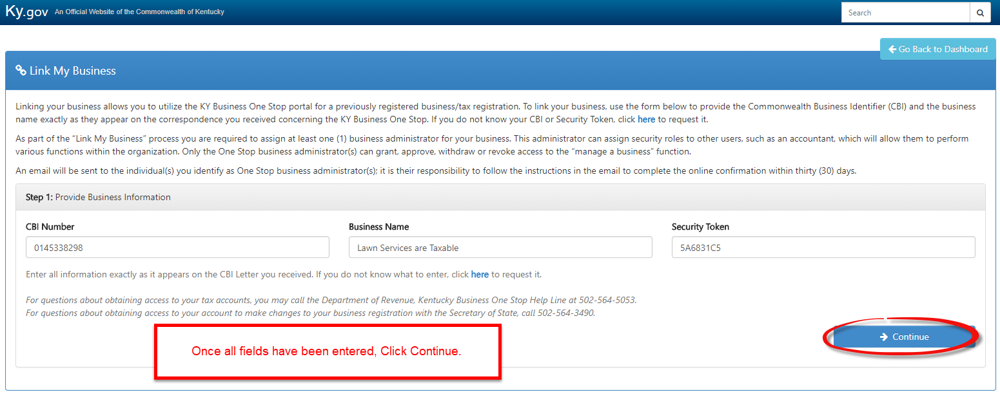 Ky.gov An Official Website of the Commonwealth of Kentucky
Search
Go Back to Dashboard
Link My Business
Linking your business allows you to utilize the KY Business One Stop portal for a previously registered business/tax registration. To link your business, use the form below to provide the Commonwealth Business Identifier (CBI) and the business
name exactly as they appear on the correspondence you received concerning the KY Business One Stop. If you do not know your CBI or Security Token, click here to request it.
As part of the “Link My Business” process you are required to assign at least one (1) business administrator for your business. This administrator can assign security roles to other users, such as an accountant, which will allow them to perform
various functions within the organization. Only the One Stop business administrator(s) can grant, approve, withdraw or revoke access to the “manage a business” function.
An email will be sent to the individual(s) you identify as One Stop business administrator(s); it is their responsibility to follow the instructions in the email to complete the online confirmation within thirty (30) days.
Step 1: Provide Business Information
CBI Number Business Name Security Token
0145338298 Lawn Services are Taxable 5A6831C5
Enter all information exactly as it appears on the CBI Letter you received. If you do not know what to enter, click here to request it.
For questions about obtaining access to your tax accounts, you may call the Department of Revenue, Kentucky Business One Stop Help Line at 502-564-5053.
For questions about obtaining access to your account to make changes to your business registration with the Secretary of State, call 502-564-3490.
Continue
Once all fields have been entered, Click Continue.